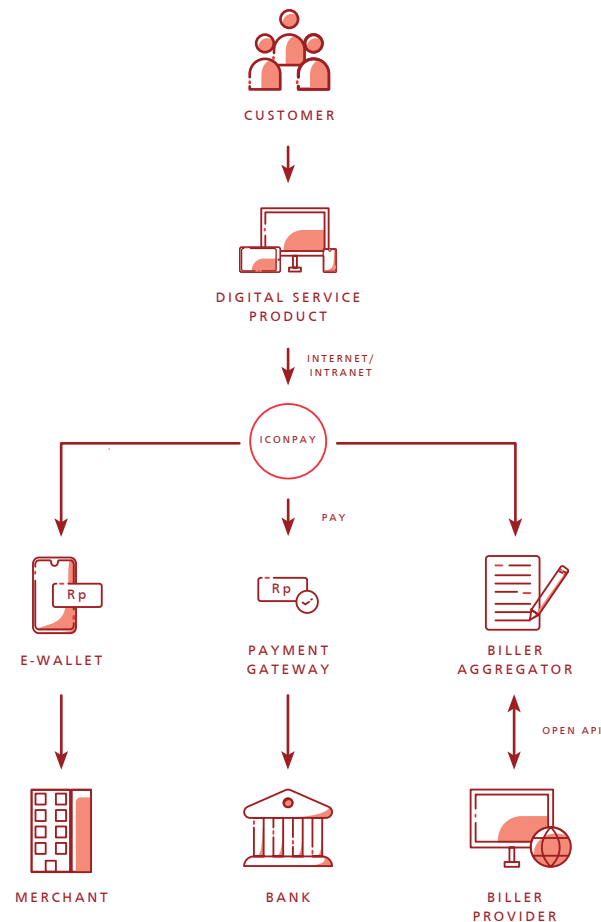 CUSTOMER
DIGITAL SERVICE
PRODUCT
INTERNET/
INTRANET
ICONPAY
PAY
Rp
Rp
E-WALLET
PAYMENT
GATEWAY
BILLER
AGGREGATOR
OPEN API
MERCHANT
BANK
BILLER
PROVIDER